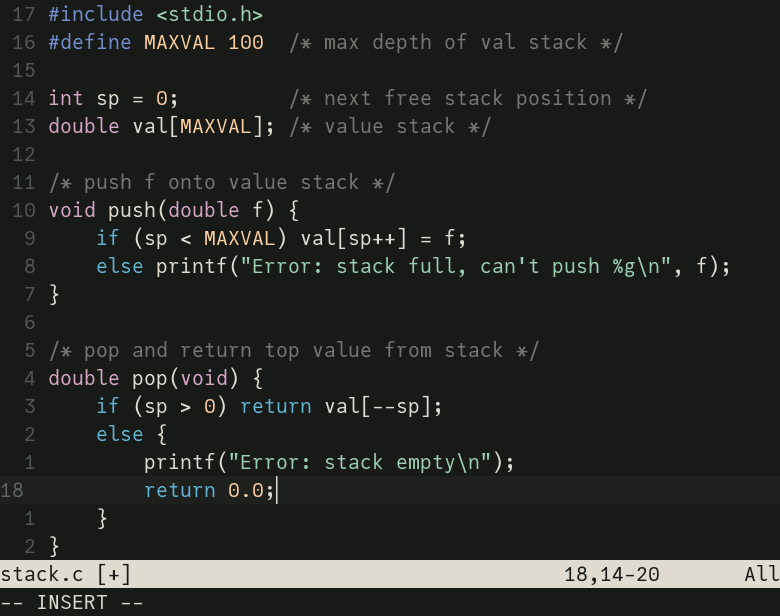 17 #include <stdio.h>
16 #define MAXVAL 100  /* max depth of val stack */
15
14 int sp = 0;         /* next free stack position */
13 double val[MAXVAL]; /* value stack */
12
11 /* push f onto value stack */
10 void push(double f) {
 9     if (sp < MAXVAL) val[sp++] = f;
 8     else printf("Error: stack full, can't push %g\n", f);
 7 }
 6
 5 /* pop and return top value from stack */
 4 double pop(void) {
 3     if (sp > 0) return val[--sp];
 2     else {
 1         printf("Error: stack empty\n");
18         return 0.0;
 1     }
 2 }
stack.c [+]                                    18,14-20       All
-- INSERT --